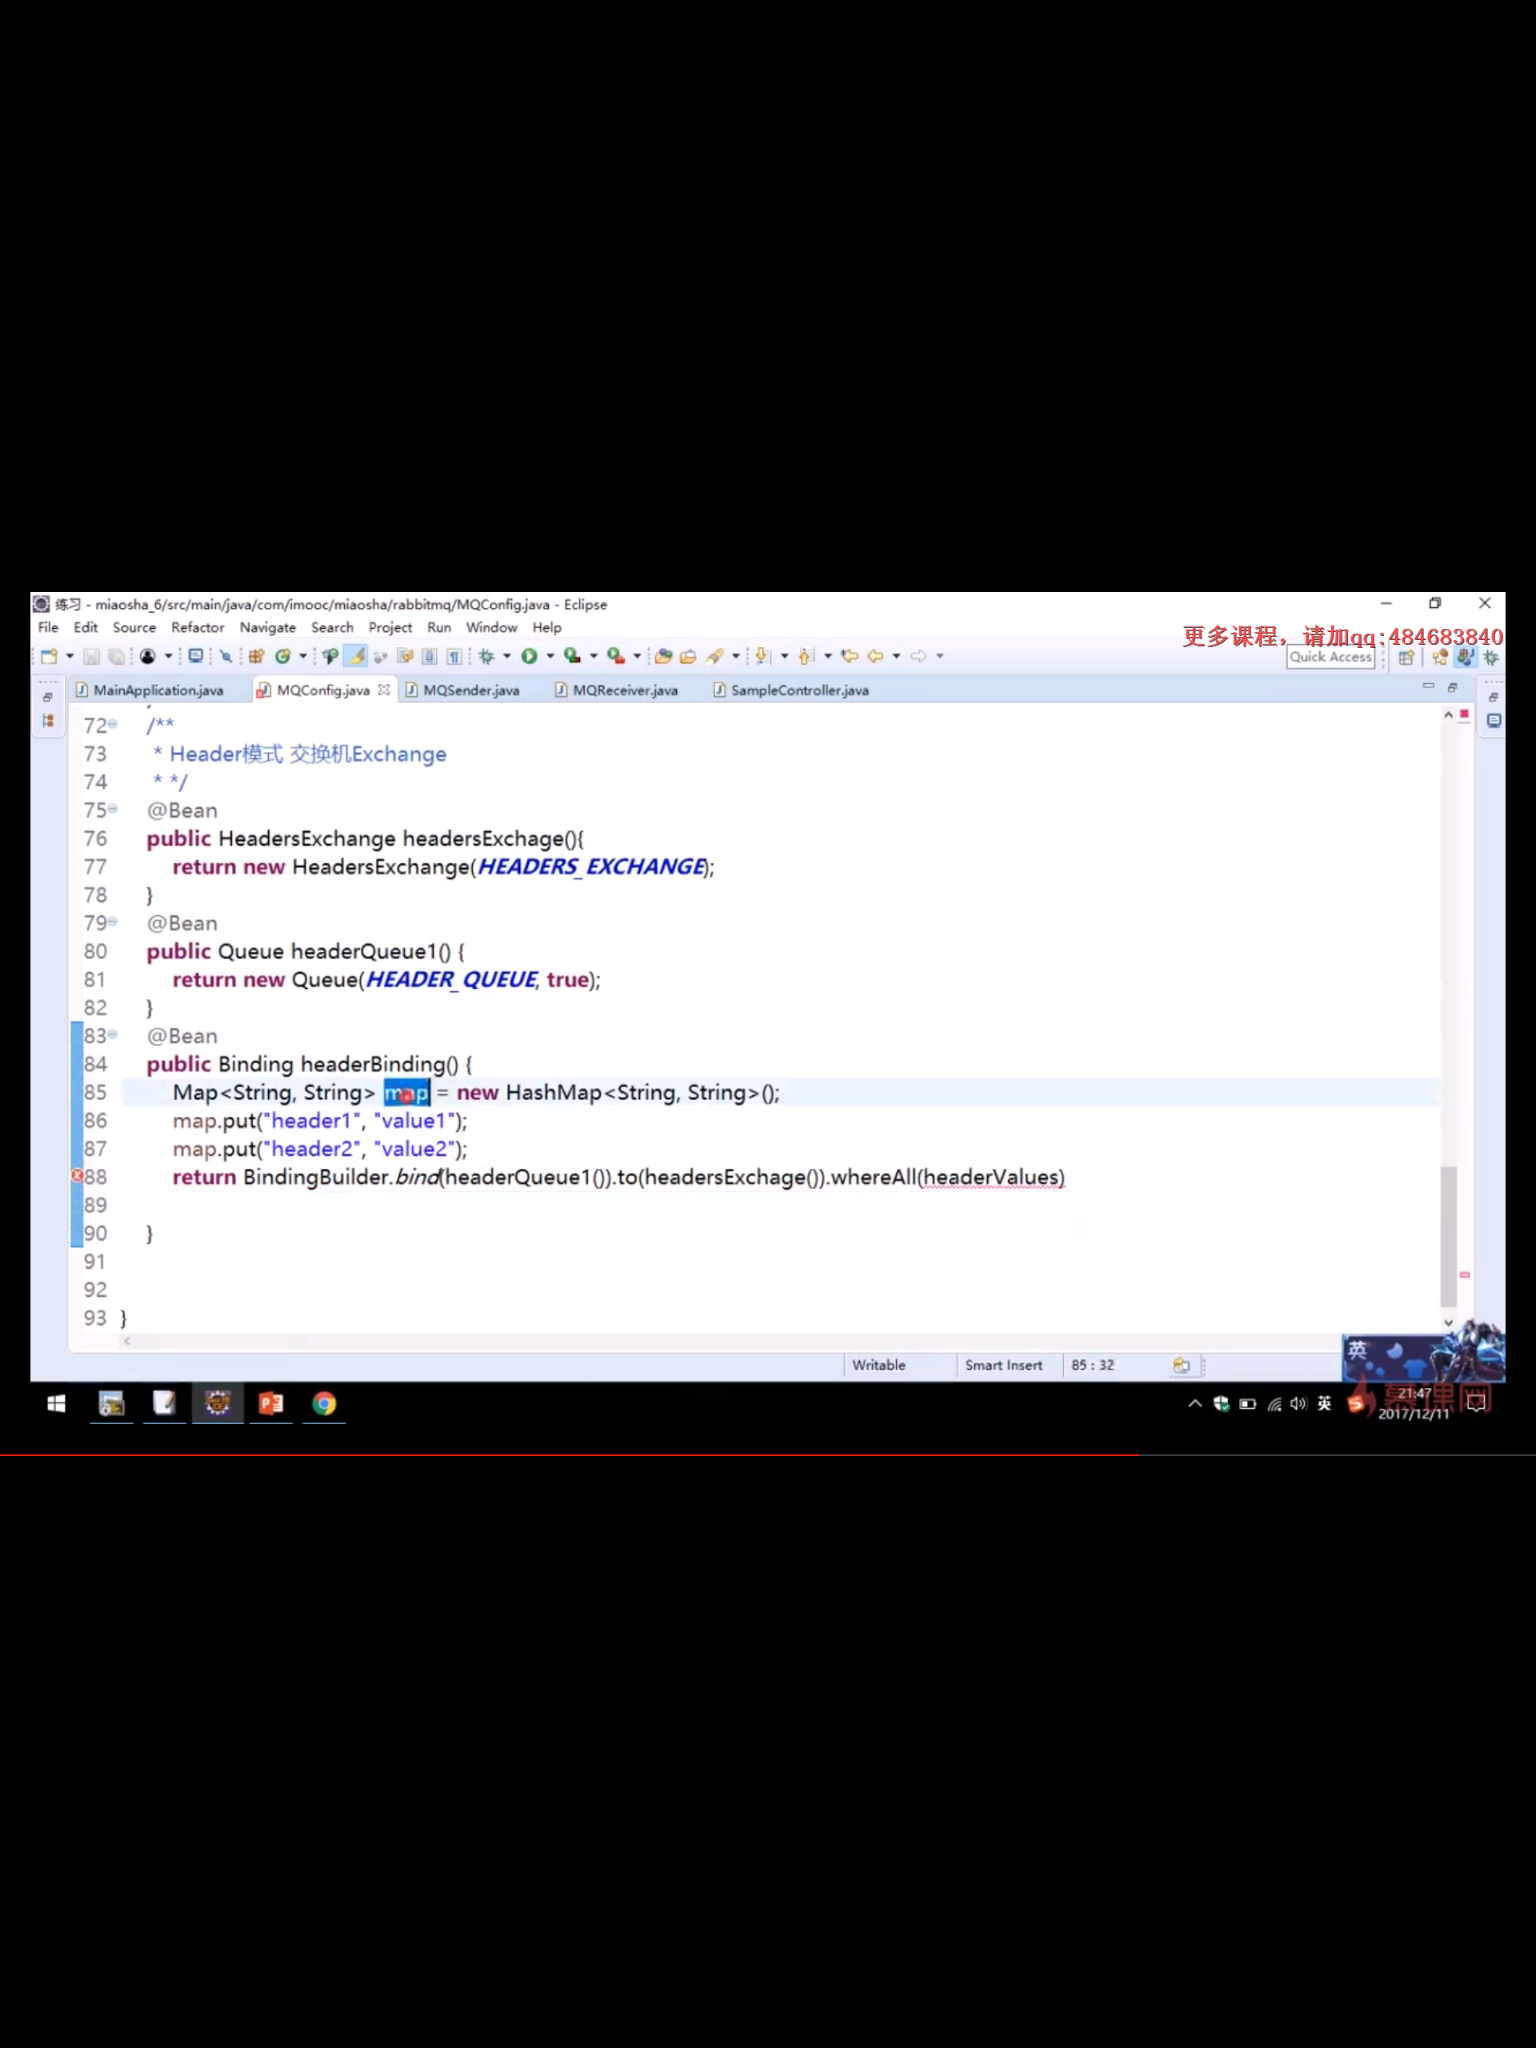 练习 - miaosha_6/src/main/java/com/imooc/miaosha/rabbitmq/MQConfig.java - Eclipse
File Edit Source Refactor Navigate Search Project Run Window Help
更多课程，请加qq:484683840
Quick Access
MainApplication.java MQConfig.java MQSender.java MQReceiver.java SampleController.java
72 /**
73 * Header模式 交换机Exchange
74 * */
75 @Bean
76 public HeadersExchange headersExchage(){
77 return new HeadersExchange(HEADERS_EXCHANGE);
78 }
79 @Bean
80 public Queue headerQueue1() {
81 return new Queue(HEADER_QUEUE, true);
82 }
83 @Bean
84 public Binding headerBinding() {
85 Map<String, String> map = new HashMap<String, String>();
86 map.put("header1", "value1");
87 map.put("header2", "value2");
88 return BindingBuilder.bind(headerQueue1()).to(headersExchage()).whereAll(headerValues)
89
90 }
91
92
93 }
Writable Smart Insert 85 : 32
英
英 21:47
慕课网
2017/12/11